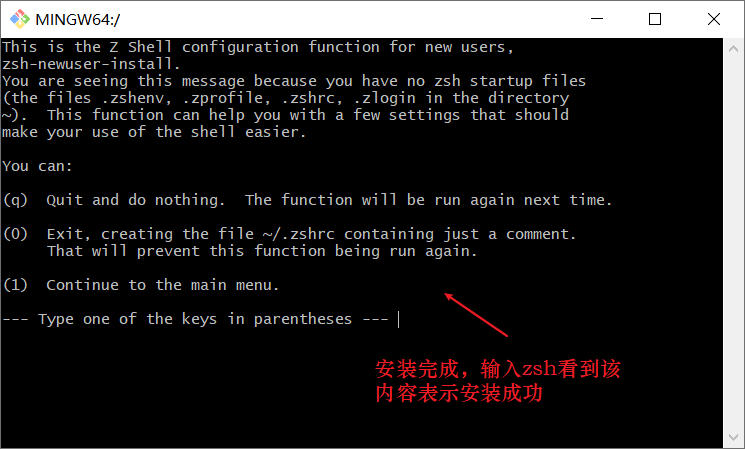 MINGW64:/
This is the Z Shell configuration function for new users,
zsh-newuser-install.
You are seeing this message because you have no zsh startup files
(the files .zshenv, .zprofile, .zshrc, .zlogin in the directory
~).  This function can help you with a few settings that should
make your use of the shell easier.
You can:
(q)  Quit and do nothing.  The function will be run again next time.
(0)  Exit, creating the file ~/.zshrc containing just a comment.
     That will prevent this function being run again.
(1)  Continue to the main menu.
--- Type one of the keys in parentheses ---
安装完成，输入zsh看到该
内容表示安装成功